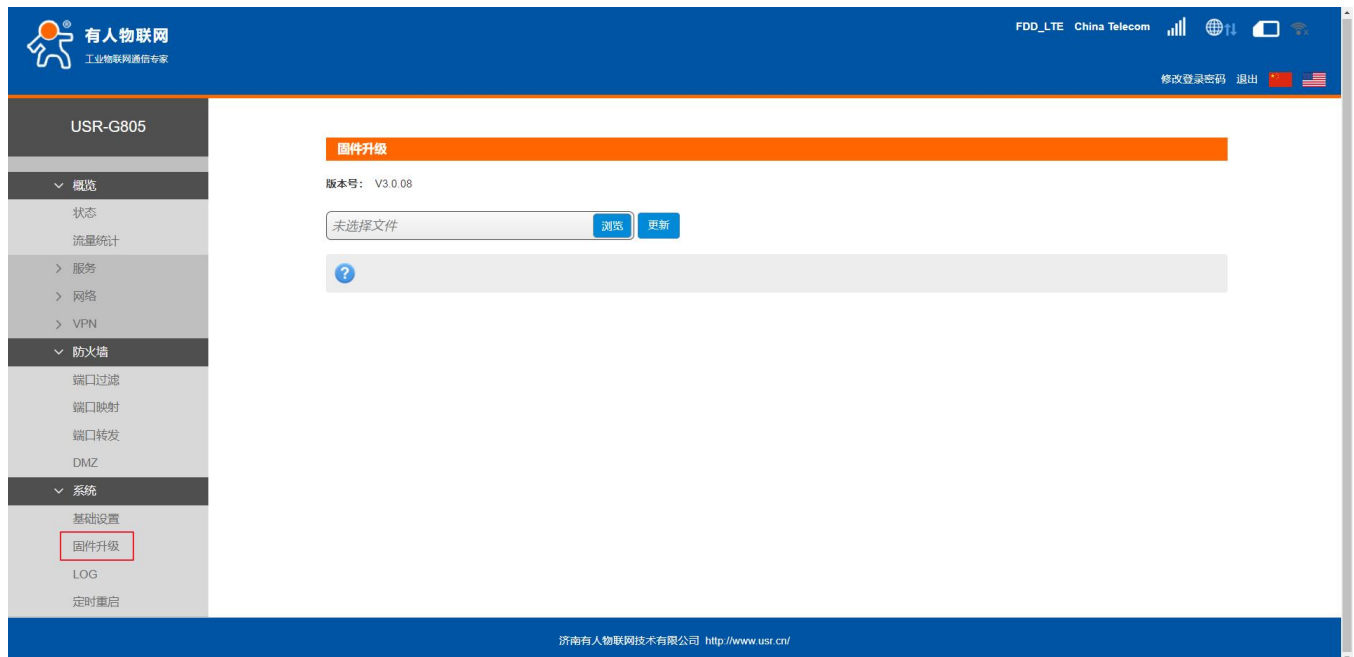 有人物联网
工业物联网通信专家
FDD_LTE China Telecom
修改登录密码 退出
USR-G805
概览
状态
流量统计
服务
网络
VPN
防火墙
端口过滤
端口映射
端口转发
DMZ
系统
基础设置
固件升级
LOG
定时重启
固件升级
版本号： V3.0.08
未选择文件 浏览 更新
济南有人物联网技术有限公司 http://www.usr.cn/